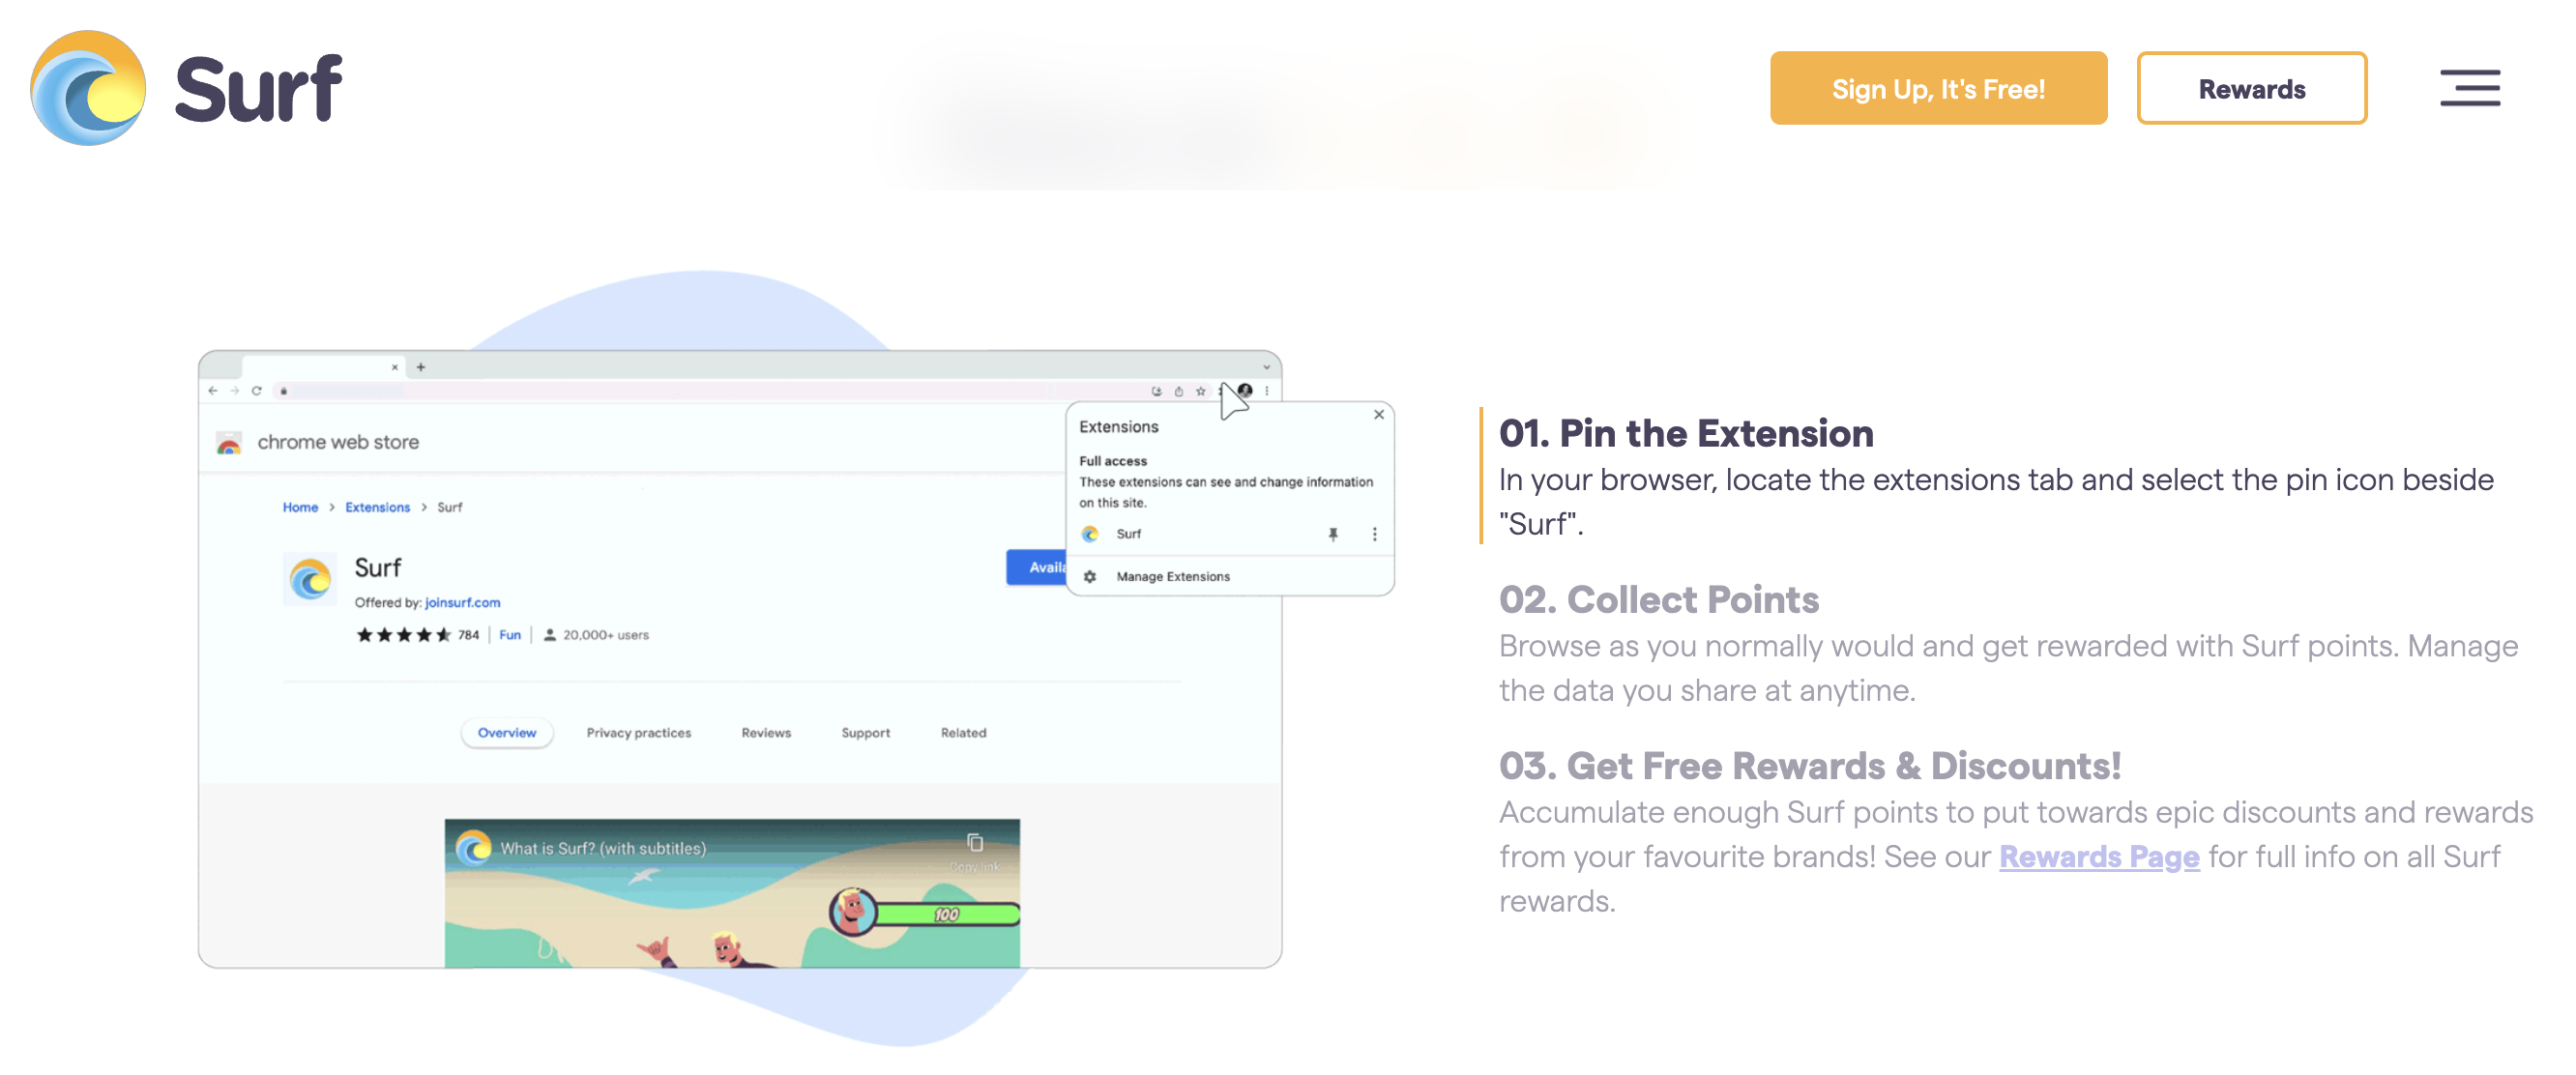 Surf
Sign Up, It's Free!
Rewards
chrome web store
Home > Extensions > Surf
Surf
Offered by: joinsurf.com
784 | Fun | 20,000+ users
Availa
Extensions
Full access
These extensions can see and change information
on this site.
Surf
Manage Extensions
Overview
Privacy practices
Reviews
Support
Related
What is Surf? (with subtitles)
Copy link
100
01. Pin the Extension
In your browser, locate the extensions tab and select the pin icon beside
"Surf".
02. Collect Points
Browse as you normally would and get rewarded with Surf points. Manage
the data you share at anytime.
03. Get Free Rewards & Discounts!
Accumulate enough Surf points to put towards epic discounts and rewards
from your favourite brands! See our Rewards Page for full info on all Surf
rewards.